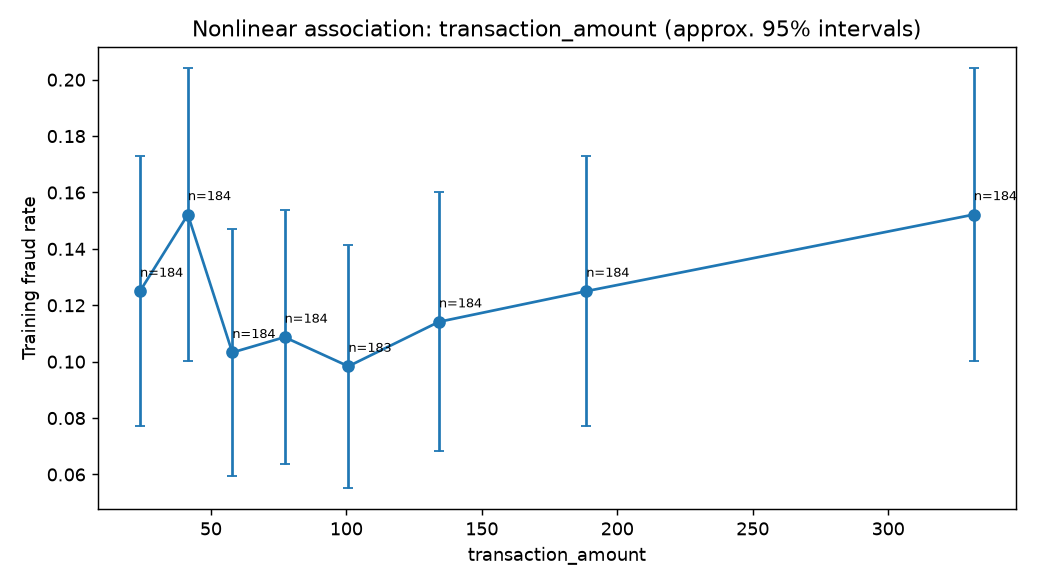 Nonlinear association: transaction_amount (approx. 95% intervals)
Training fraud rate
0.20
0.18
0.16
0.14
0.12
0.10
0.08
0.06
n=184
n=184
n=184
n=184
n=183
n=184
n=184
n=184
50
100
150
200
250
300
transaction_amount